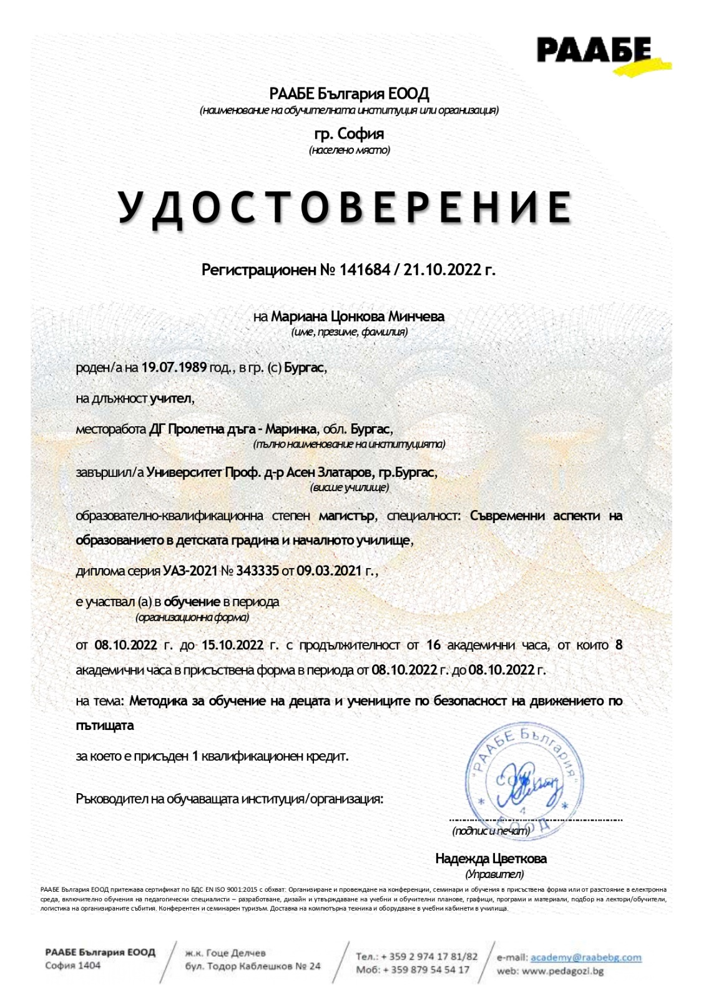 РААБЕ
РААБЕ България ЕООД
(наименование на обучителната институция или организация)
гр. София
(населено място)
УДОСТОВЕРЕНИЕ
Регистрационен № 141684 / 21.10.2022 г.
на Мариана Цонкова Минчева
(име, презиме, фамилия)
роден/а на 19.07.1989 год., в гр. (с) Бургас,
на длъжност учител,
месторабота ДГ Пролетна дъга - Маринка, обл. Бургас,
(пълно наименование на институцията)
завършил/а Университет Проф. д-р Асен Златаров, гр.Бургас,
(висше училище)
образователно-квалификационна степен магистър, специалност: Съвременни аспекти на
образованието в детската градина и началното училище,
диплома серия УАЗ-2021 № 343335 от 09.03.2021 г.,
е участвал (а) в обучение в периода
(организационна форма)
от 08.10.2022 г. до 15.10.2022 г. с продължителност от 16 академични часа, от които 8
академични часа в присъствена форма в периода от 08.10.2022 г. до 08.10.2022 г.
на тема: Методика за обучение на децата и учениците по безопасност на движението по
пътищата
за което е присъден 1 квалификационен кредит.
"РААБЕ България"
СОФИЯ
4
* ЕООД *
Ръководител на обучаващата институция/организация:
(подпис и печат)
Надежда Цветкова
(Управител)
РААБЕ България ЕООД притежава сертификат по БДС EN ISO 9001:2015 с обхват: Организиране и провеждане на конференции, семинари и обучения в присъствена форма или от разстояние в електронна
среда, включително обучения на педагогически специалисти – разработване, дизайн и утвърждаване на учебни и обучителни планове, графици, програми и материали, подбор на лектори/обучители,
логистика на организираните събития. Конферентен и семинарен туризъм. Доставка на компютърна техника и оборудване в учебни кабинети в училища.
РААБЕ България ЕООД
София 1404
ж.к. Гоце Делчев
бул. Тодор Каблешков № 24
Тел.: + 359 2 974 17 81/82
Моб: + 359 879 54 54 17
e-mail: academy@raabebg.com
web: www.pedagozi.bg